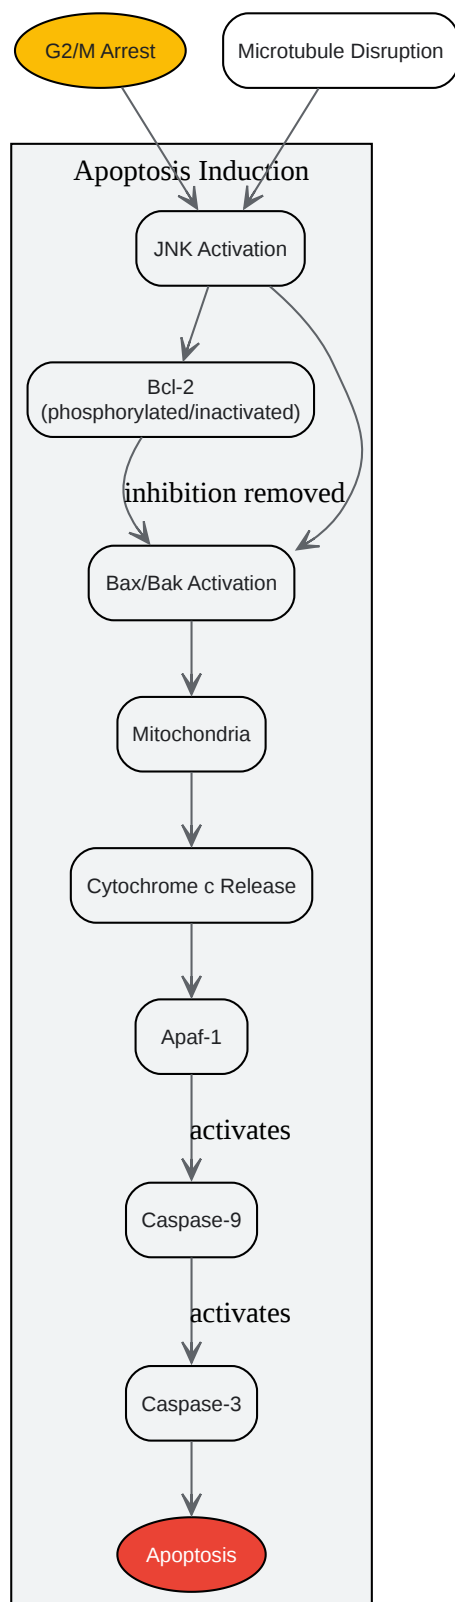 G2/M Arrest
Microtubule Disruption
Apoptosis Induction
JNK Activation
Bcl-2
(phosphorylated/inactivated)
inhibition removed
Bax/Bak Activation
Mitochondria
Cytochrome c Release
Apaf-1
activates
Caspase-9
activates
Caspase-3
Apoptosis